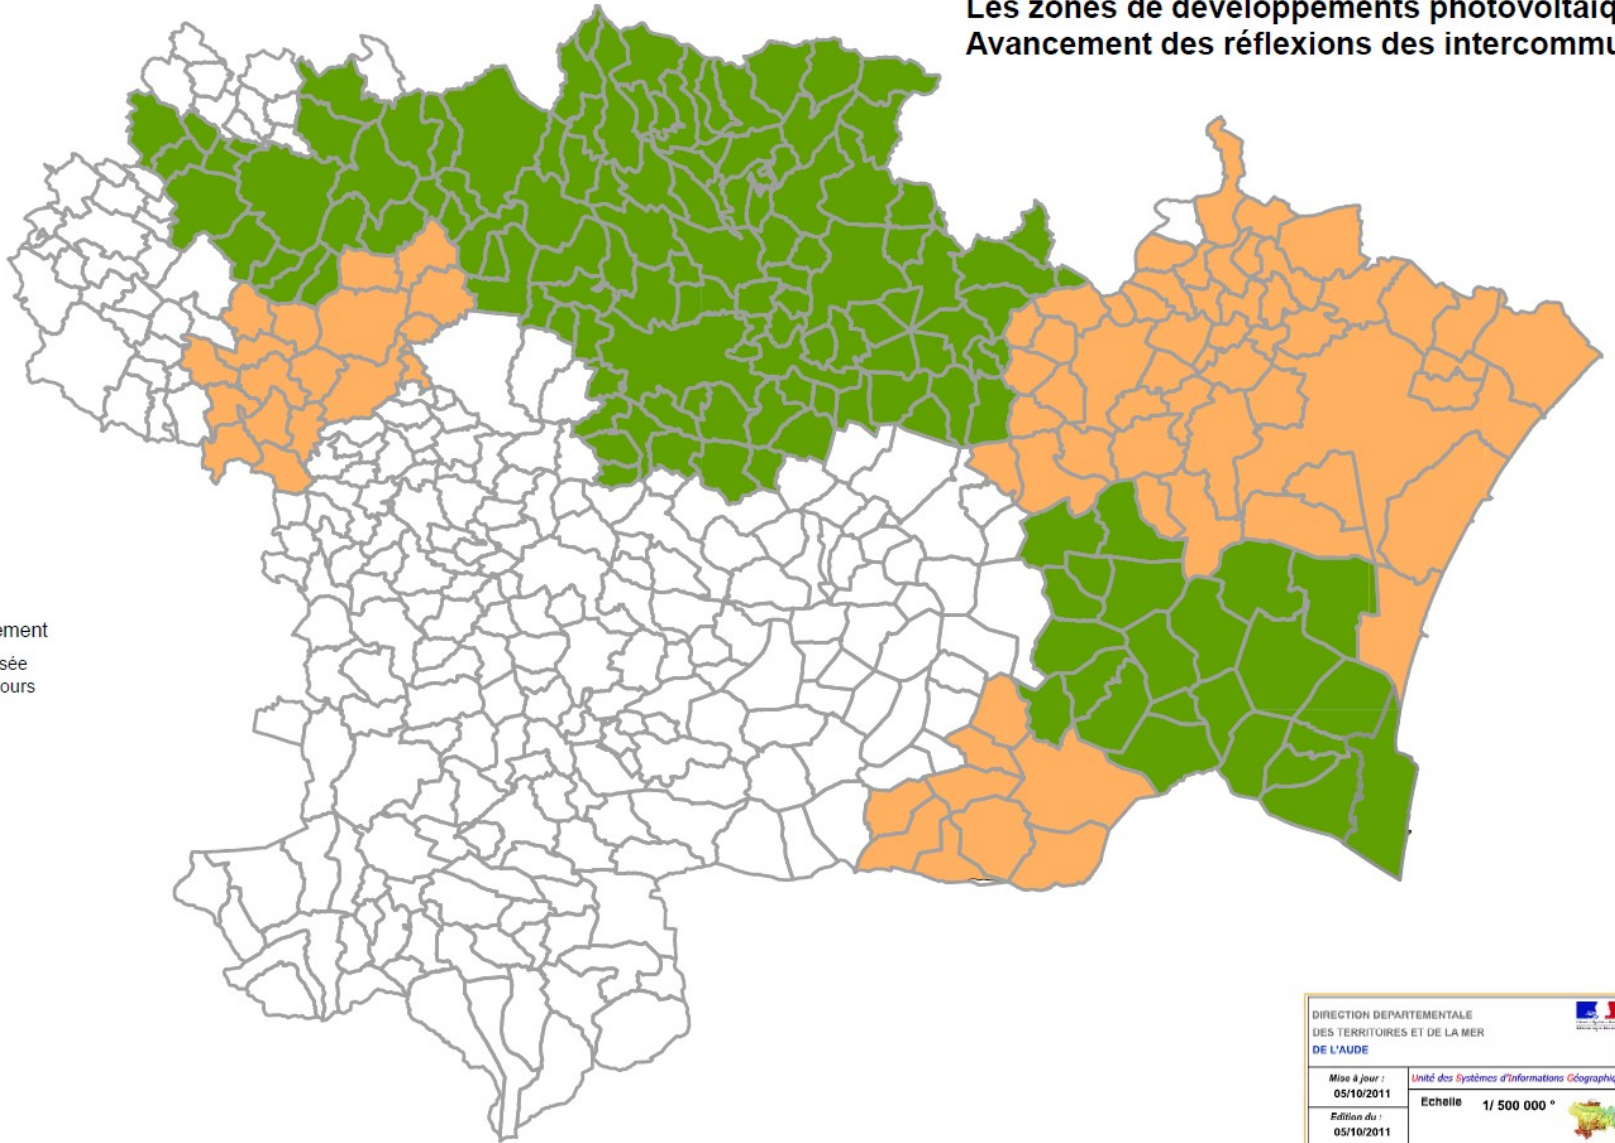 Les zones de développements photovoltaïq
Avancement des réflexions des intercommu
ement
sée
ours
DIRECTION DEPARTEMENTALE
DES TERRITOIRES ET DE LA MER
DE L'AUDE
Mise à jour :
05/10/2011
Unité des Systèmes d'Informations Géographiq
Echelle 1/ 500 000 °
Edition du :
05/10/2011